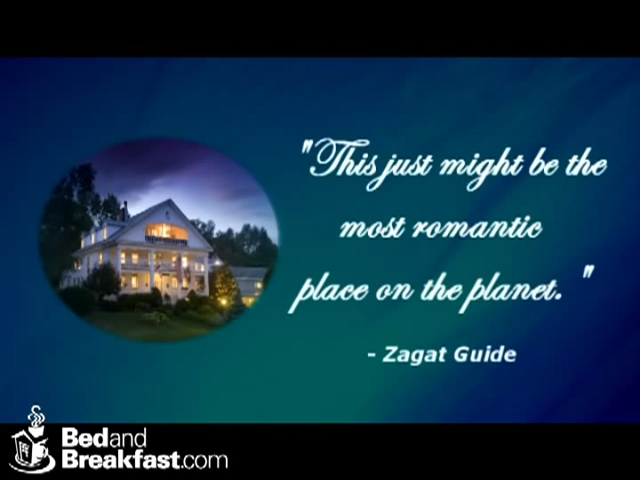 "This just might be the
most romantic
place on the planet. "
- Zagat Guide
Bedand
Breakfast.com